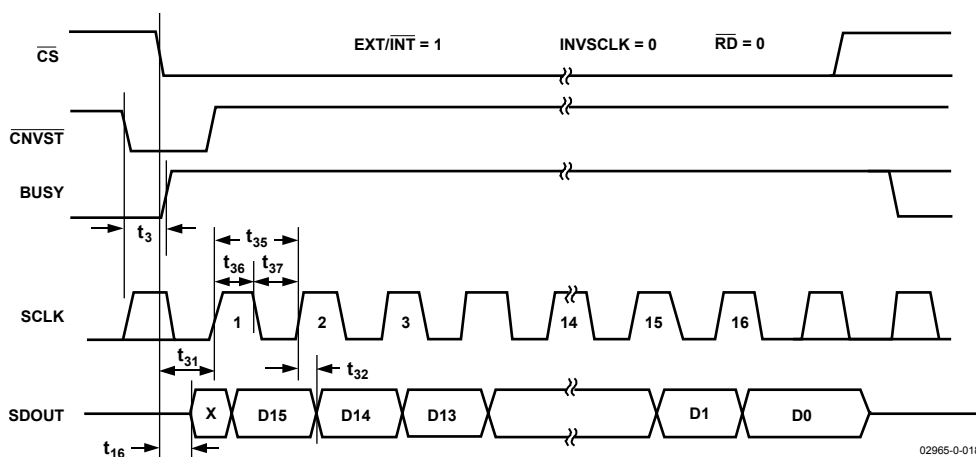 EXT/INT = 1 INVSCLK = 0 RD = 0
CS
CNVST
BUSY
t3
t35
t36 t37
SCLK
1 2 3 14 15 16
t31
t32
SDOUT
X D15 D14 D13 D1 D0
t16
02965-0-018